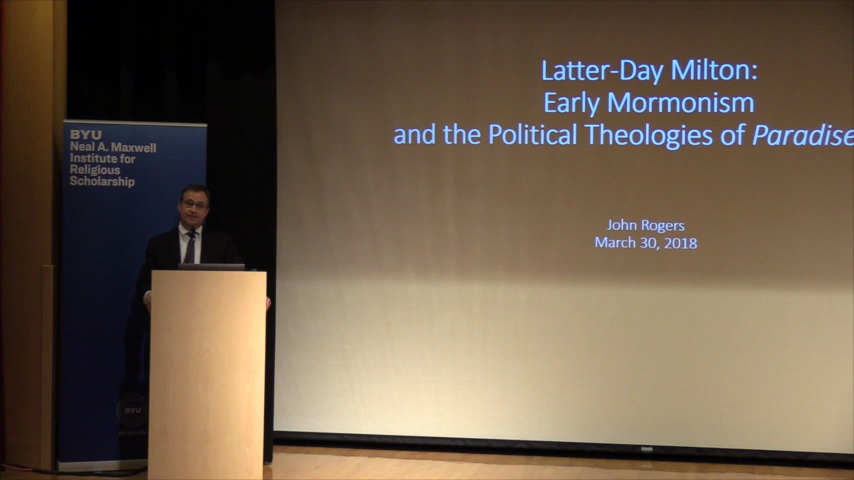 BYU
Neal A. Maxwell
Institute for
Religious
Scholarship
Latter-Day Milton:
Early Mormonism
and the Political Theologies of Paradise
John Rogers
March 30, 2018
BYU